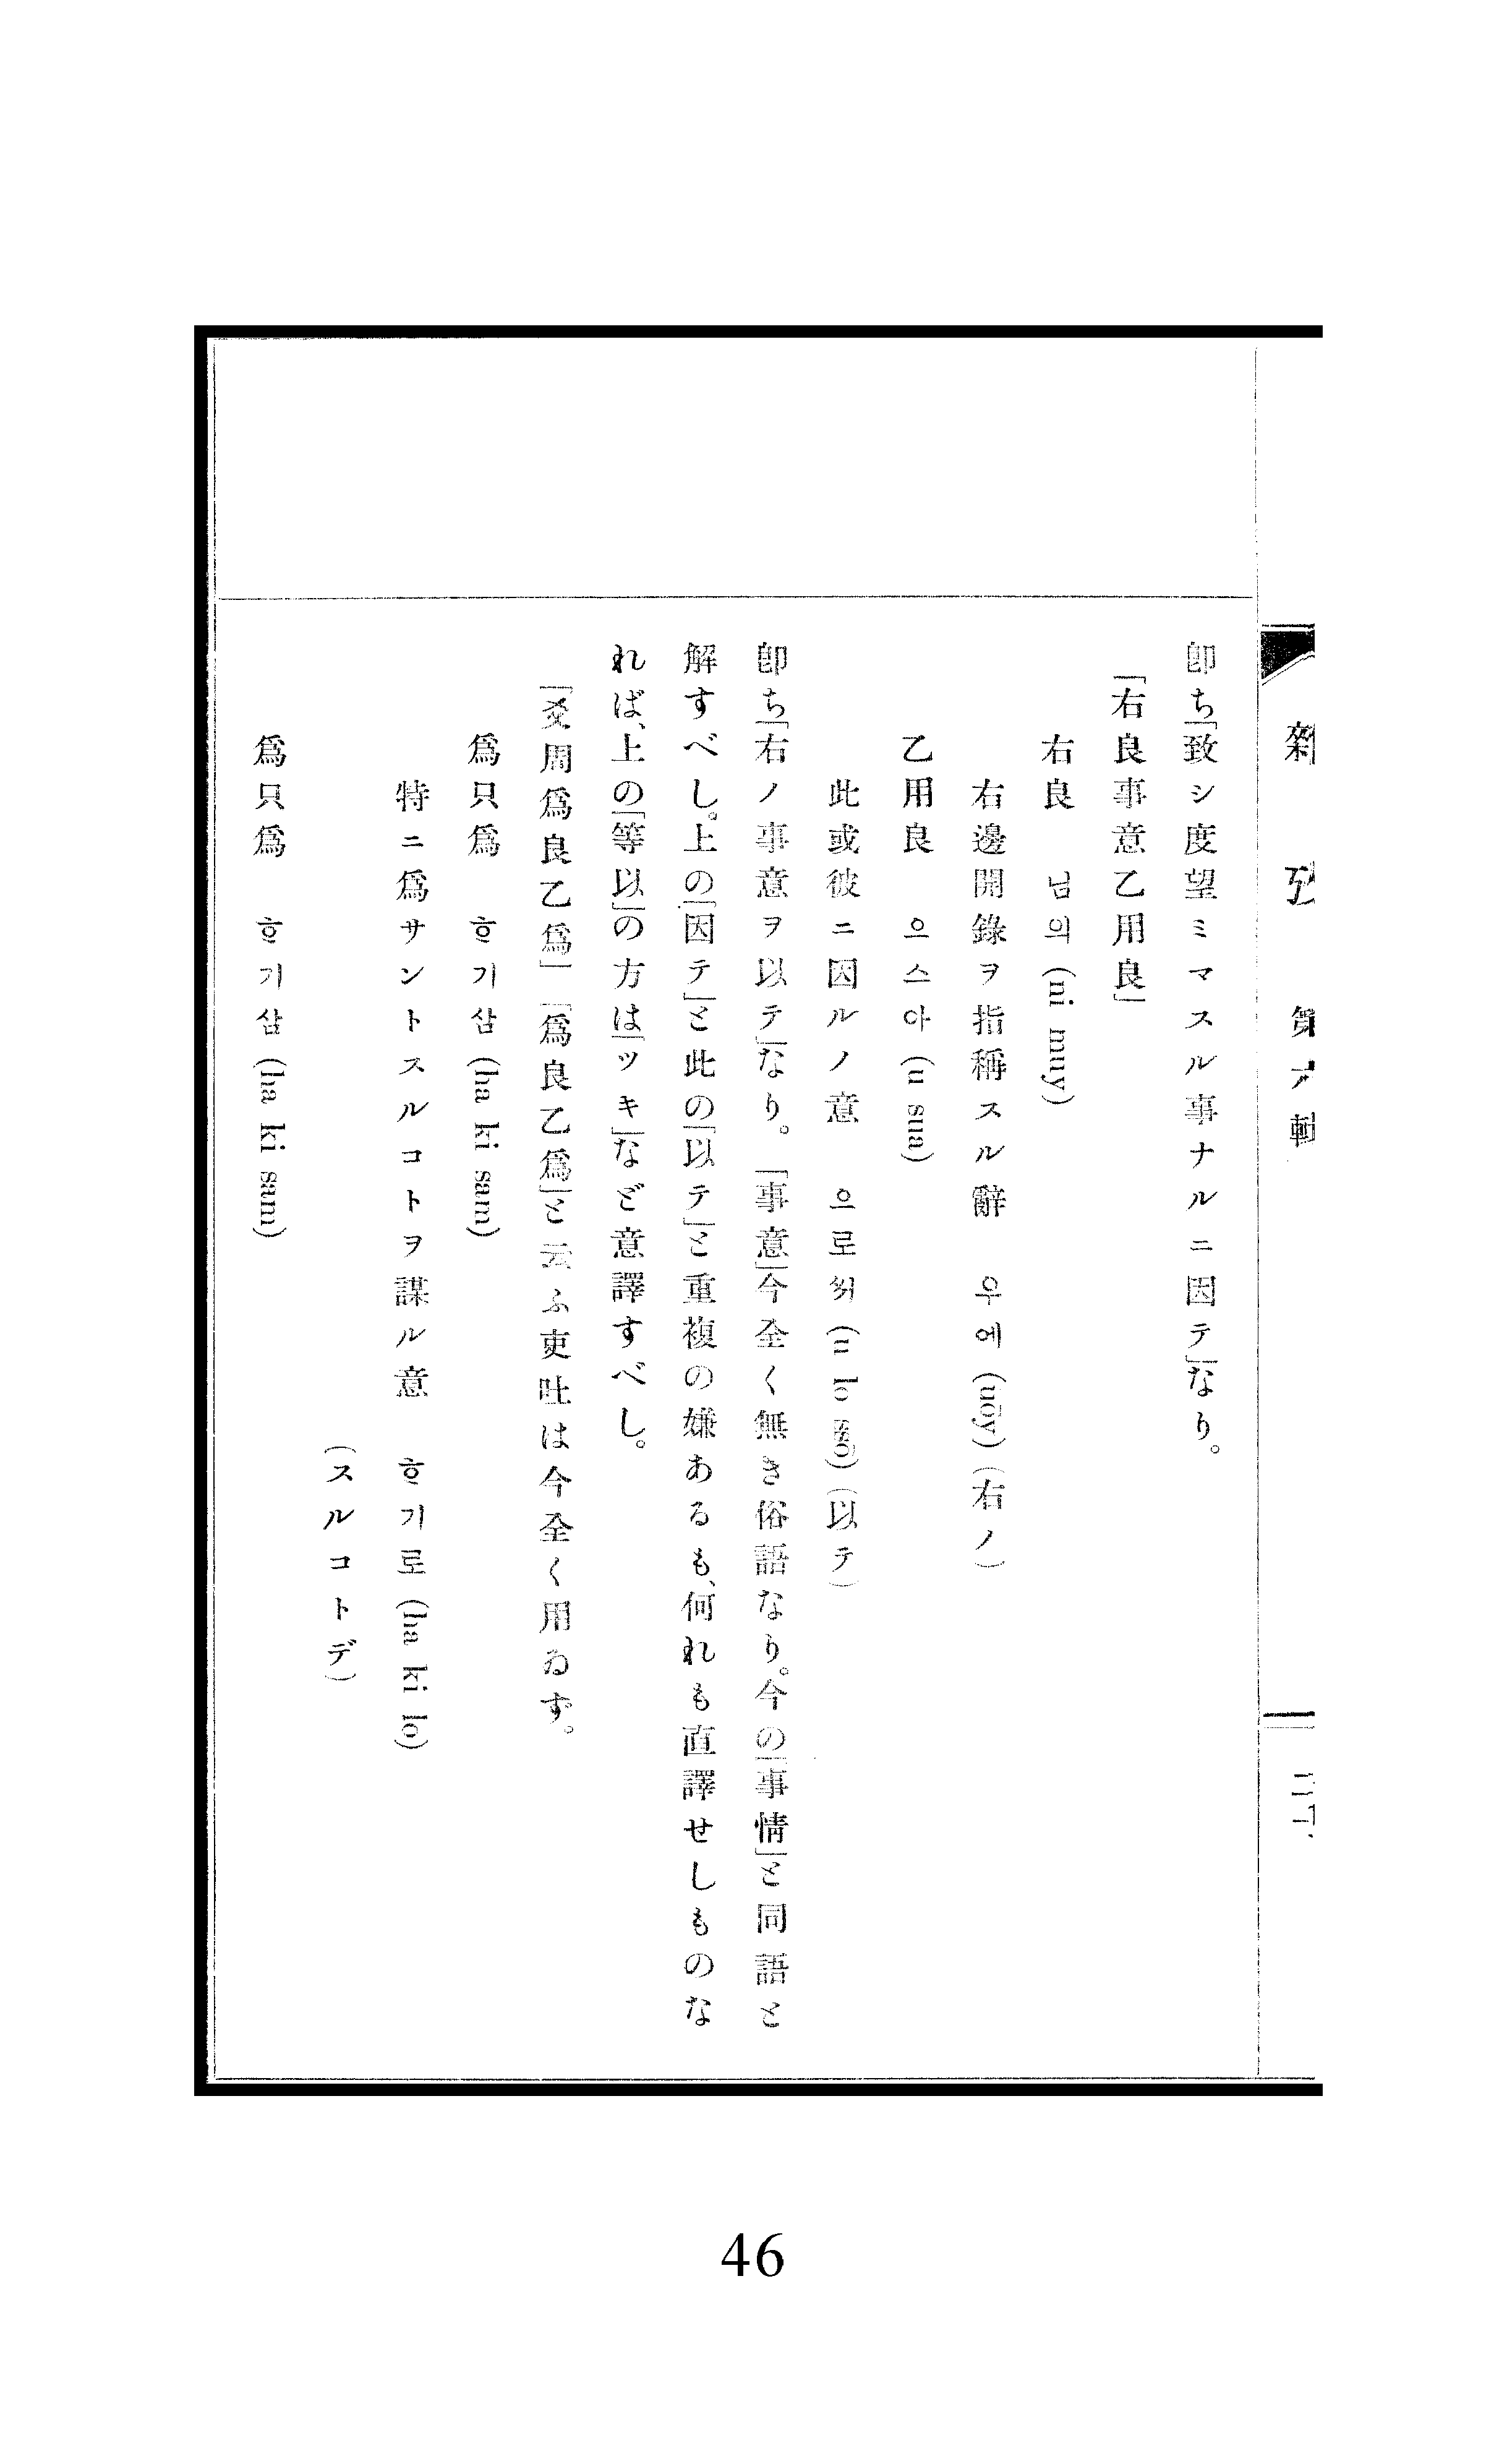 雜 攷 第 輯
卽ち「致シ度望ミマスル事ナルニ因テ」なり。
「右良事意乙用良」
右良 님의 (ni muy)
右邊開錄ヲ指稱スル辭 우에 (uöy) (右ノ)
乙用良 으스아 (u sua)
此或彼ニ因ルノ意 으로 (u lo) (以テ)
卽ち「右ノ事意ヲ以テ」なり。「事意」今全く無き俗語なり。今の「事情」と同語と
解すべし。上の「因テ」と此の「以テ」と重複の嫌あるも、何れも直譯せしものな
れば、上の「等以」の方は「ツキ」など意譯すべし。
「爻周爲良乙爲」「爲良乙爲」と云ふ吏吐は今全く用ゐず。
爲只爲 ᄒᆞ기삼 (ha ki sam)
特ニ爲サントスルコトヲ謀ル意 ᄒᆞ기로 (ha ki lo)
(スルコトデ)
爲只爲 ᄒᆞ기삼 (ha ki sam)
46